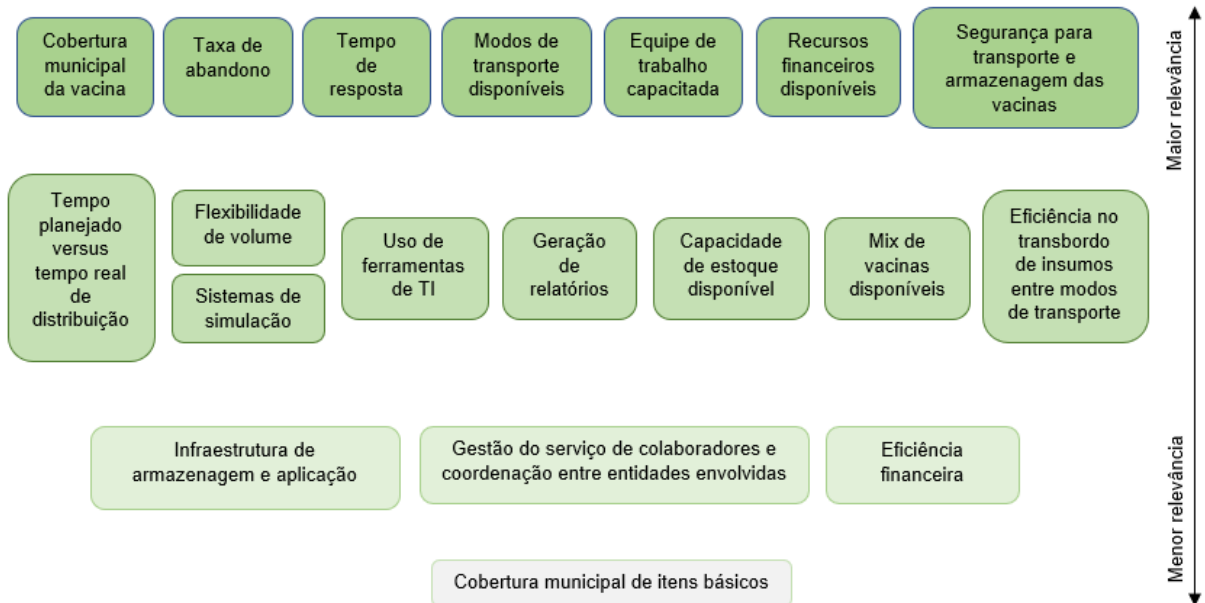 Cobertura
municipal
da vacina
Taxa de
abandono
Tempo
de
resposta
Modos de
transporte
disponíveis
Equipe de
trabalho
capacitada
Recursos
financeiros
disponíveis
Segurança para
transporte e
armazenagem das
vacinas
Maior relevância
Tempo
planejado
versus
tempo real
de
distribuição
Flexibilidade
de volume
Sistemas de
simulação
Uso de
ferramentas
de TI
Geração
de
relatórios
Capacidade
de estoque
disponível
Mix de
vacinas
disponíveis
Eficiência no
transbordo
de insumos
entre modos
de transporte
Infraestrutura de
armazenagem e aplicação
Gestão do serviço de colaboradores e
coordenação entre entidades envolvidas
Eficiência
financeira
Menor relevância
Cobertura municipal de itens básicos